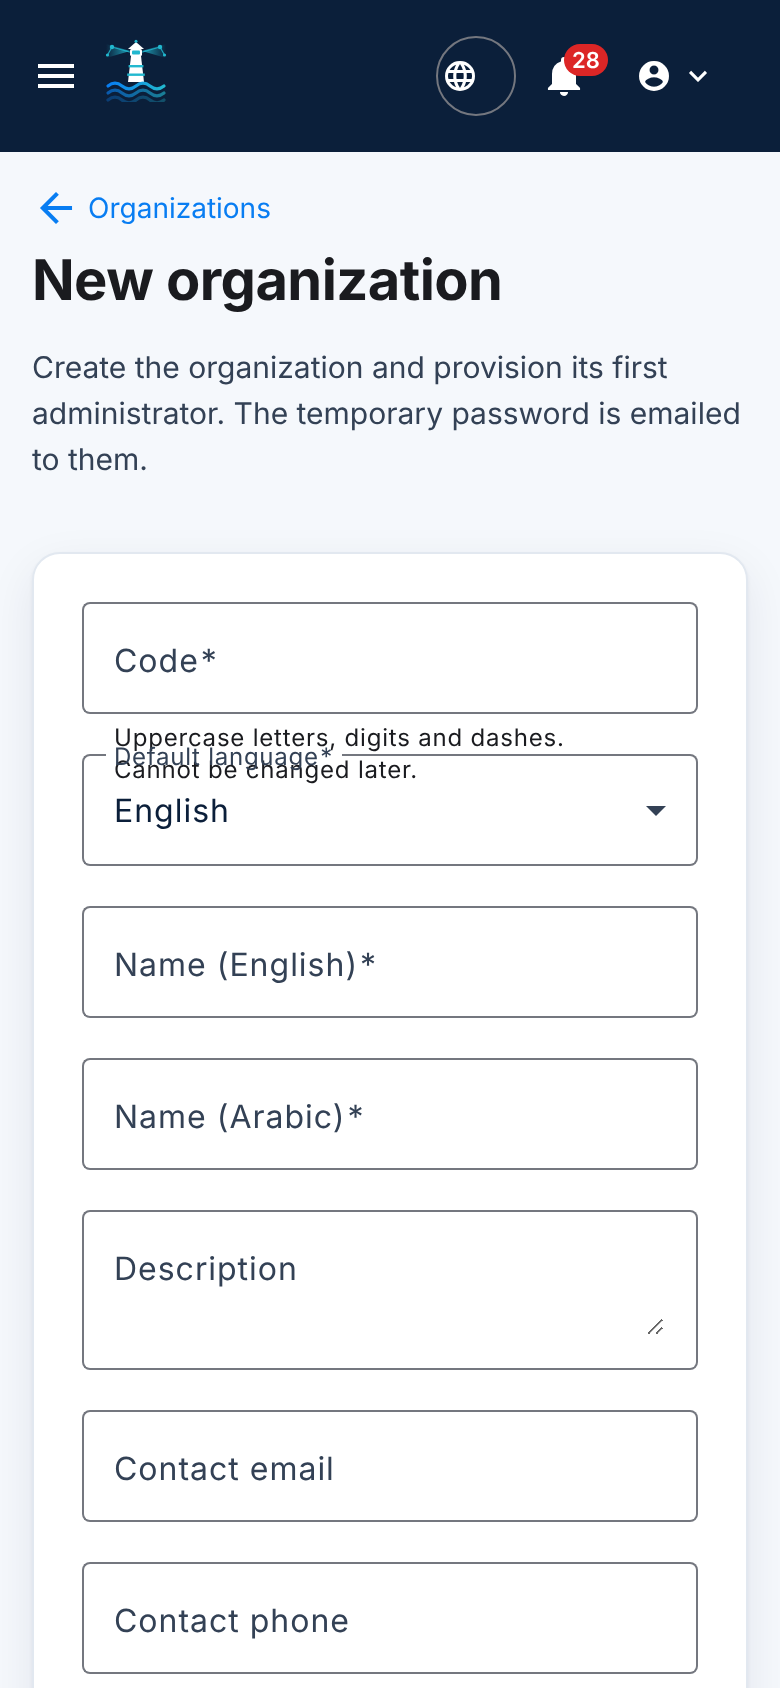 28
Organizations
New organization
Create the organization and provision its first
administrator. The temporary password is emailed
to them.
Code*
Uppercase letters, digits and dashes.
Default language*
Cannot be changed later.
English
Name (English)*
Name (Arabic)*
Description
Contact email
Contact phone